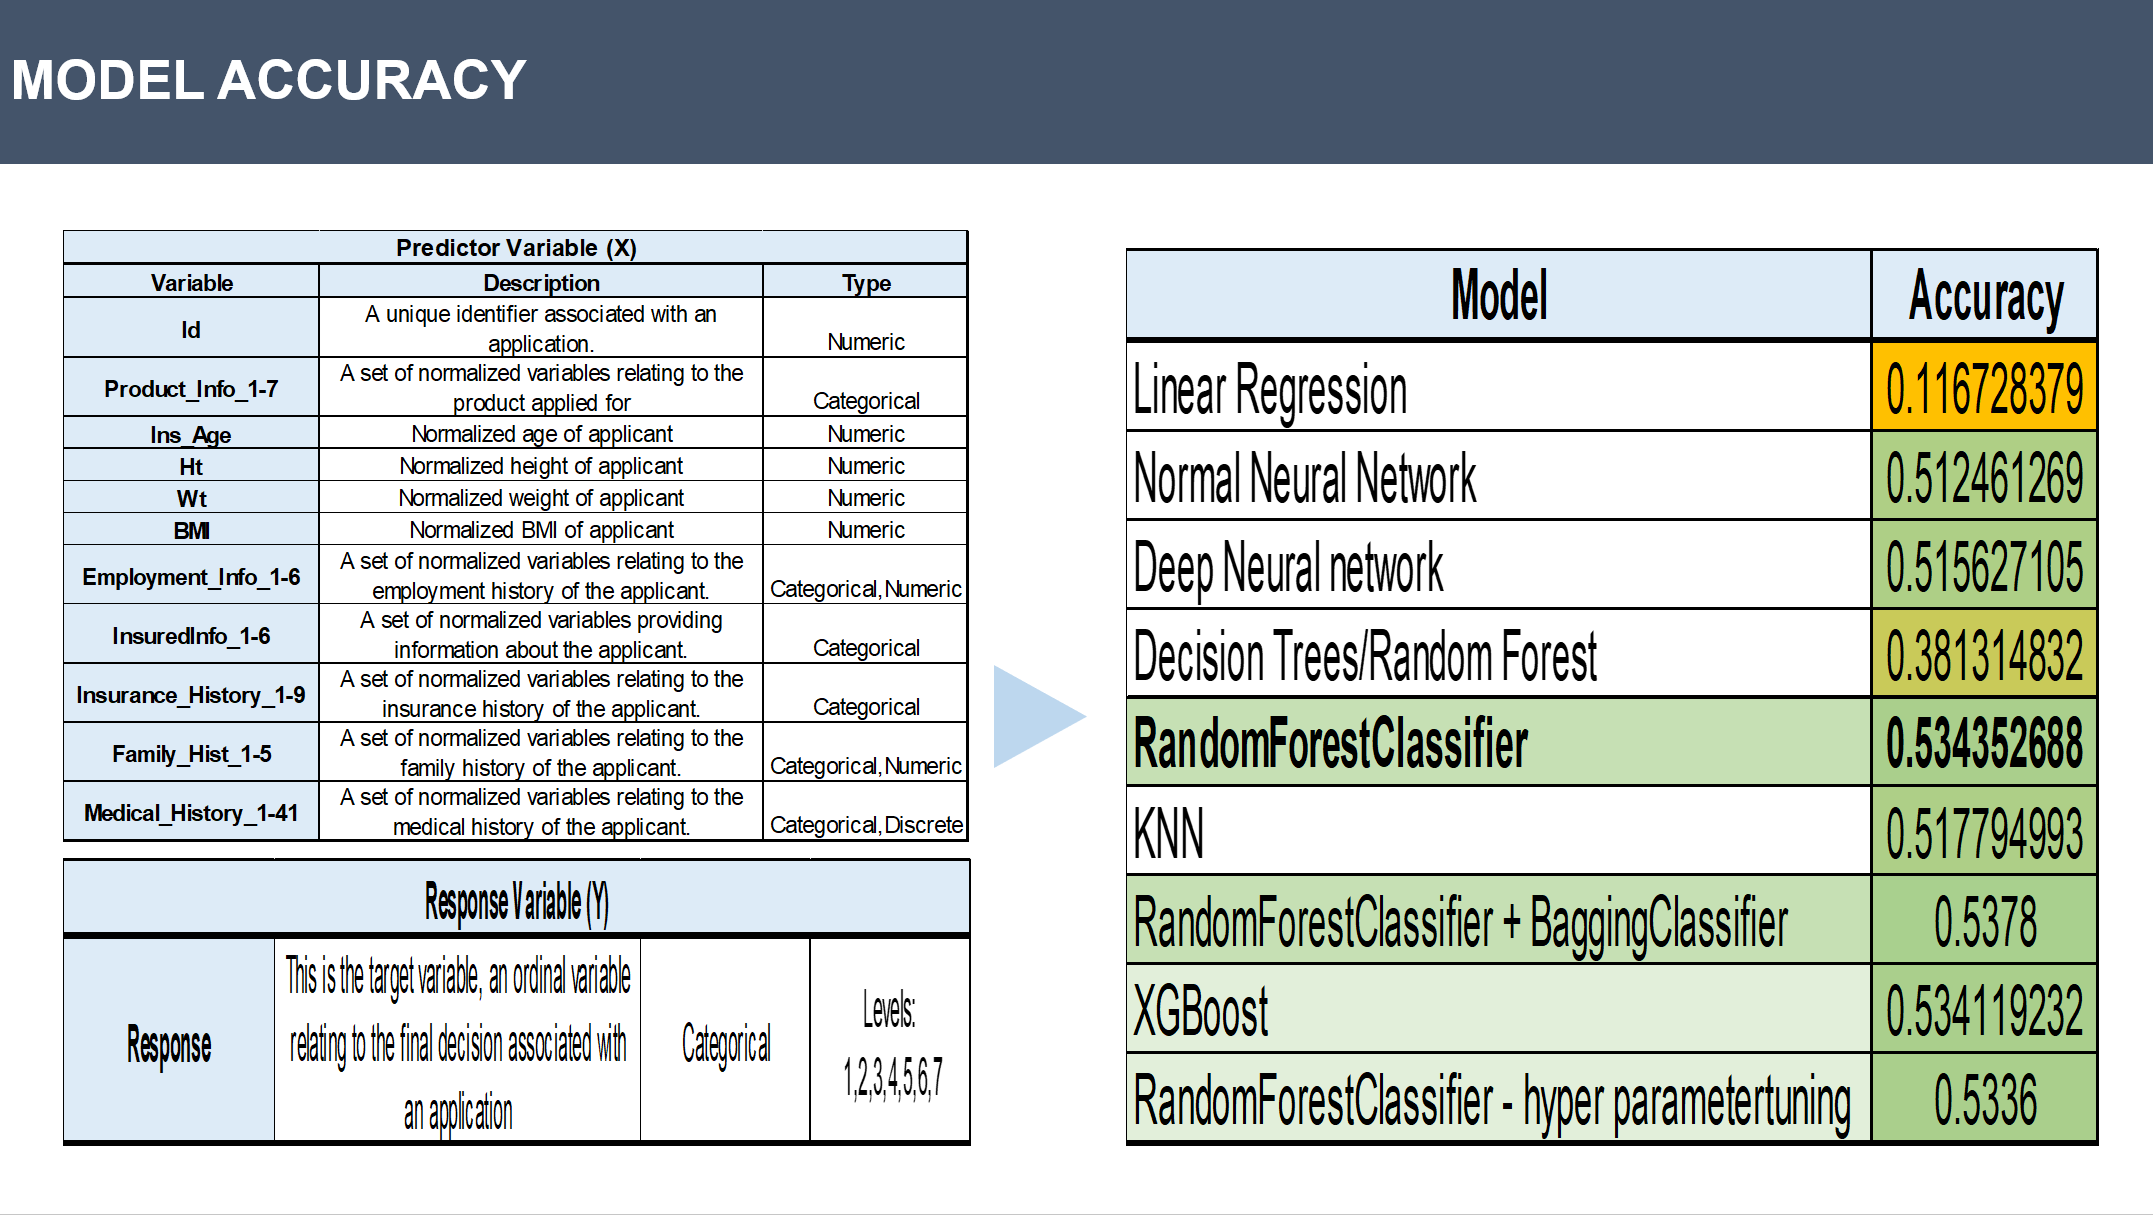 MODEL ACCURACY
Predictor Variable (X)
Variable Description Type
Id A unique identifier associated with an application. Numeric
Product_Info_1-7 A set of normalized variables relating to the product applied for Categorical
Ins_Age Normalized age of applicant Numeric
Ht Normalized height of applicant Numeric
Wt Normalized weight of applicant Numeric
BMI Normalized BMI of applicant Numeric
Employment_Info_1-6 A set of normalized variables relating to the employment history of the applicant. Categorical, Numeric
InsuredInfo_1-6 A set of normalized variables providing information about the applicant. Categorical
Insurance_History_1-9 A set of normalized variables relating to the insurance history of the applicant. Categorical
Family_Hist_1-5 A set of normalized variables relating to the family history of the applicant. Categorical, Numeric
Medical_History_1-41 A set of normalized variables relating to the medical history of the applicant. Categorical, Discrete
Response Variable (Y)
Response This is the target variable, an ordinal variable relating to the final decision associated with an application Categorical Levels: 1,2,3,4,5,6,7
Model Accuracy
Linear Regression 0.116728379
Normal Neural Network 0.512461269
Deep Neural network 0.515627105
Decision Trees/Random Forest 0.381314832
RandomForestClassifier 0.534352688
KNN 0.517794993
RandomForestClassifier + BaggingClassifier 0.5378
XGBoost 0.534119232
RandomForestClassifier - hyper parametertuning 0.5336